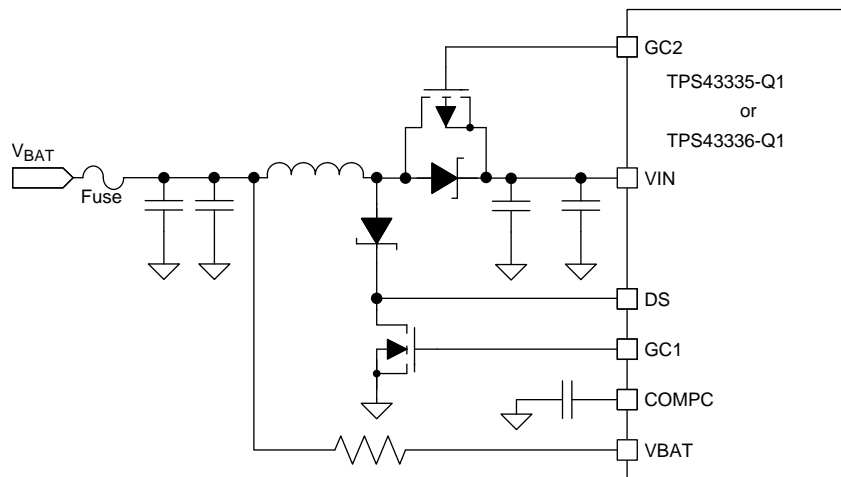 GC2
TPS43335-Q1
or
TPS43336-Q1
VBAT
Fuse
VIN
DS
GC1
COMPC
VBAT